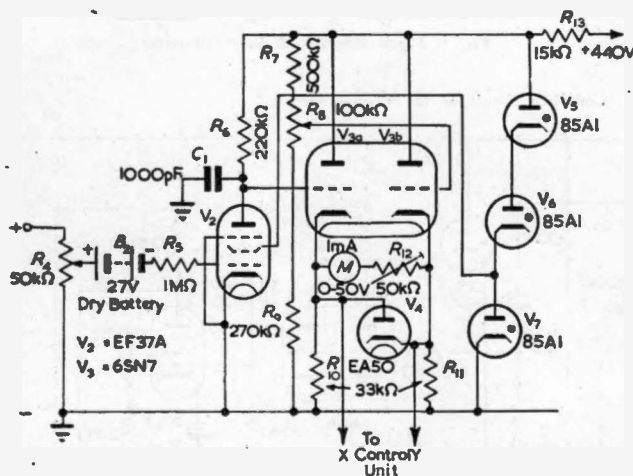 R13
15kΩ +440V
R7
500kΩ
R8
100kΩ
V5
85A1
R6
220kΩ
V3a V3b
C1
1000pF
V2
V6
85A1
+
R4
50kΩ
+ B2 -
27V
Dry Battery
R5
1MΩ
1mA
M
R12
0-50V 50kΩ
V4
EA50
V7
85A1
R9
270kΩ
V2 = EF37A
V3 = 6SN7
R10
33kΩ
R11
-
To
X Control Y
Unit